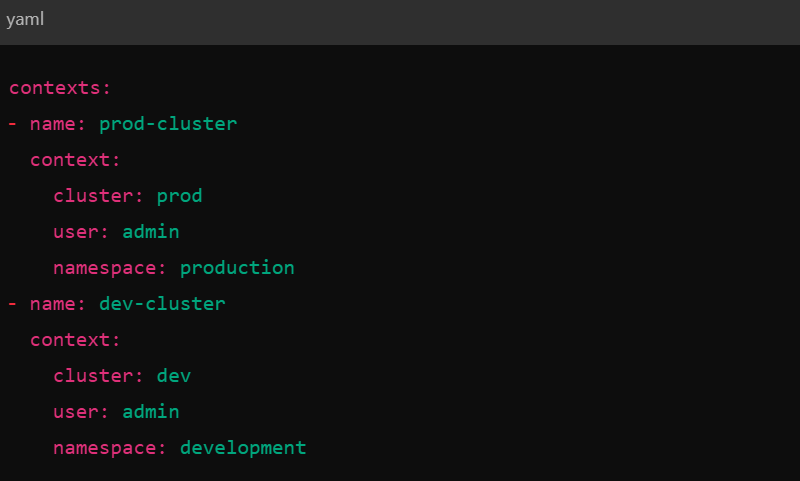 yaml
contexts:
- name: prod-cluster
  context:
    cluster: prod
    user: admin
    namespace: production
- name: dev-cluster
  context:
    cluster: dev
    user: admin
    namespace: development